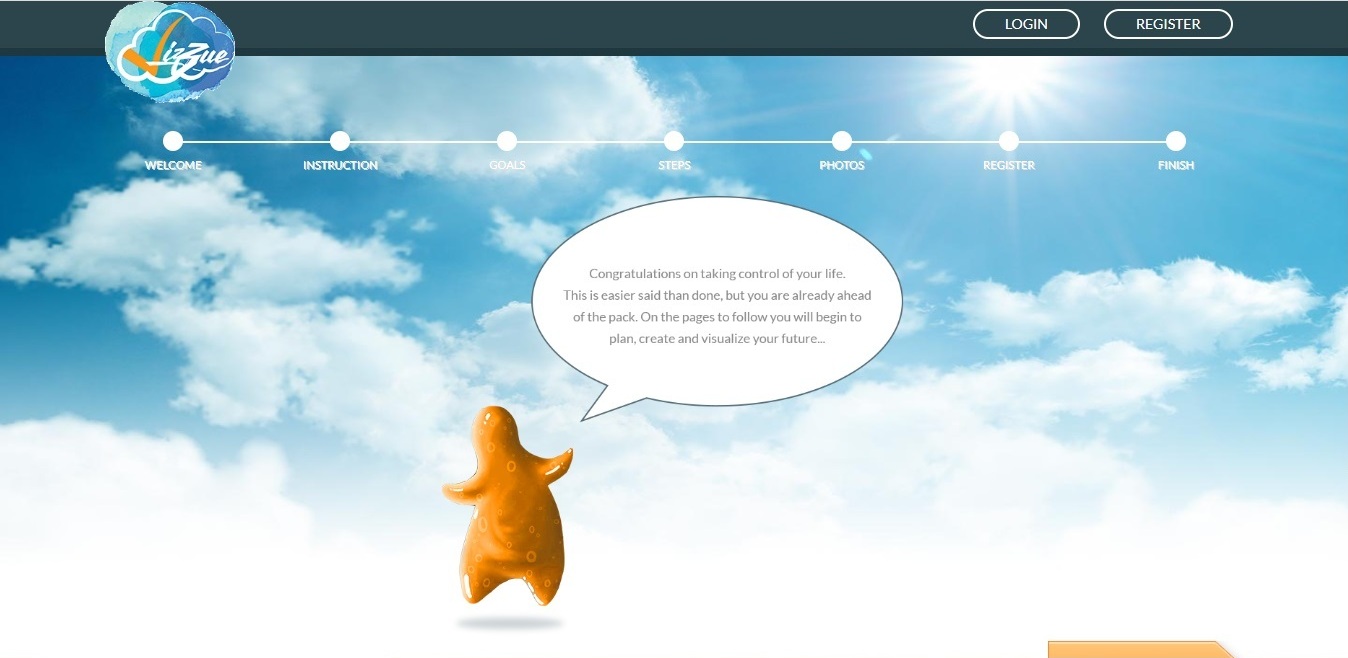 LOGIN
REGISTER
VizZue
WELCOME
INSTRUCTION
GOALS
STEPS
PHOTOS
REGISTER
FINISH
Congratulations on taking control of your life.
This is easier said than done, but you are already ahead
of the pack. On the pages to follow you will begin to
plan, create and visualize your future...